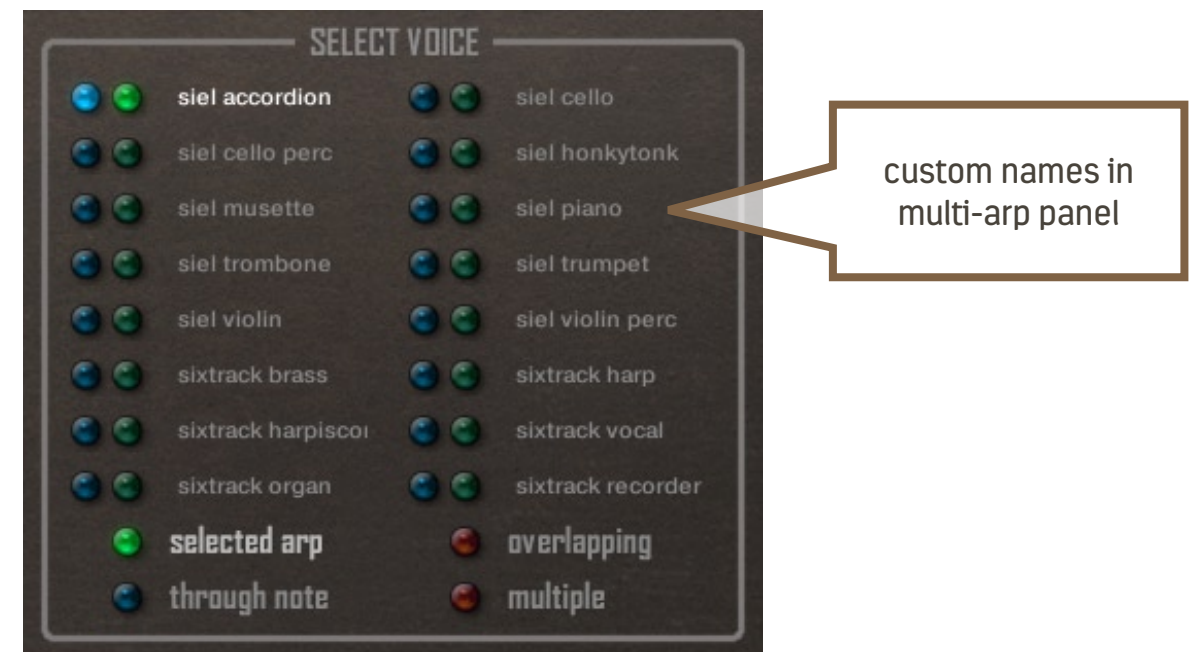 SELECT VOICE
siel accordion siel cello
siel cello perc siel honkytonk
siel musette siel piano
siel trombone siel trumpet
siel violin siel violin perc
sixtrack brass sixtrack harp
sixtrack harpiscor sixtrack vocal
sixtrack organ sixtrack recorder
selected arp overlapping
through note multiple
custom names in
multi-arp panel